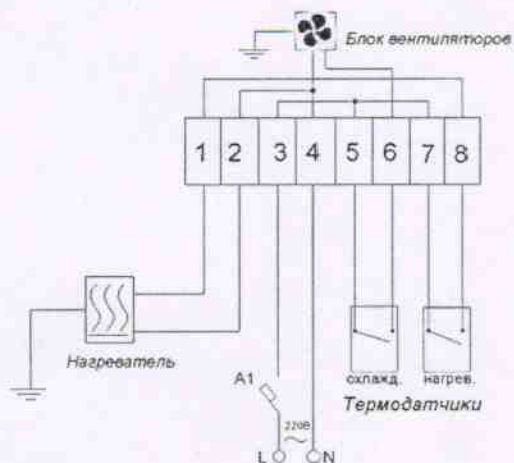 Блок вентиляторов
1 2 3 4 5 6 7 8
Нагреватель
охлажд. нагрев.
Термодатчики
A1
220В
~
L N